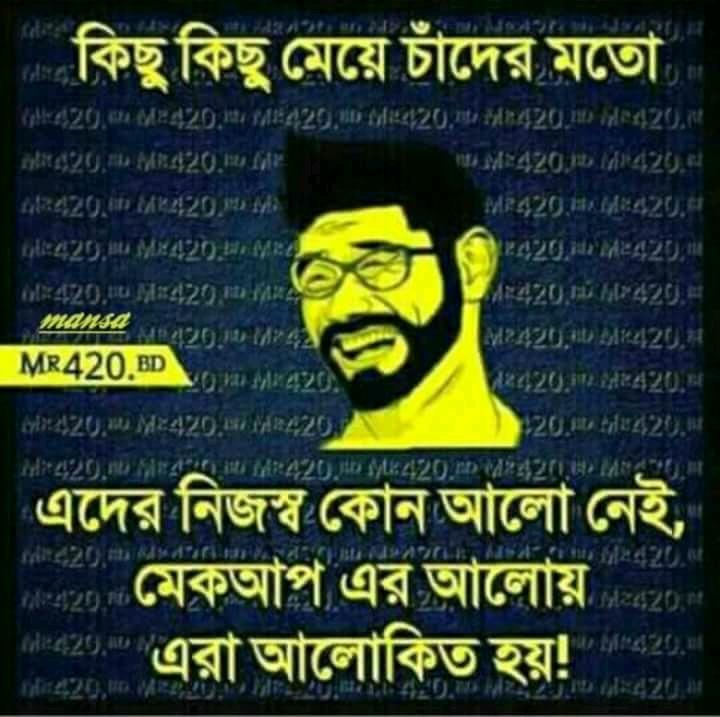 কিছু কিছু মেয়ে চাঁদের মতো
mansa
MR420.BD
এদের নিজস্ব কোন আলো নেই,
মেকআপ এর আলোয়
এরা আলোকিত হয়!